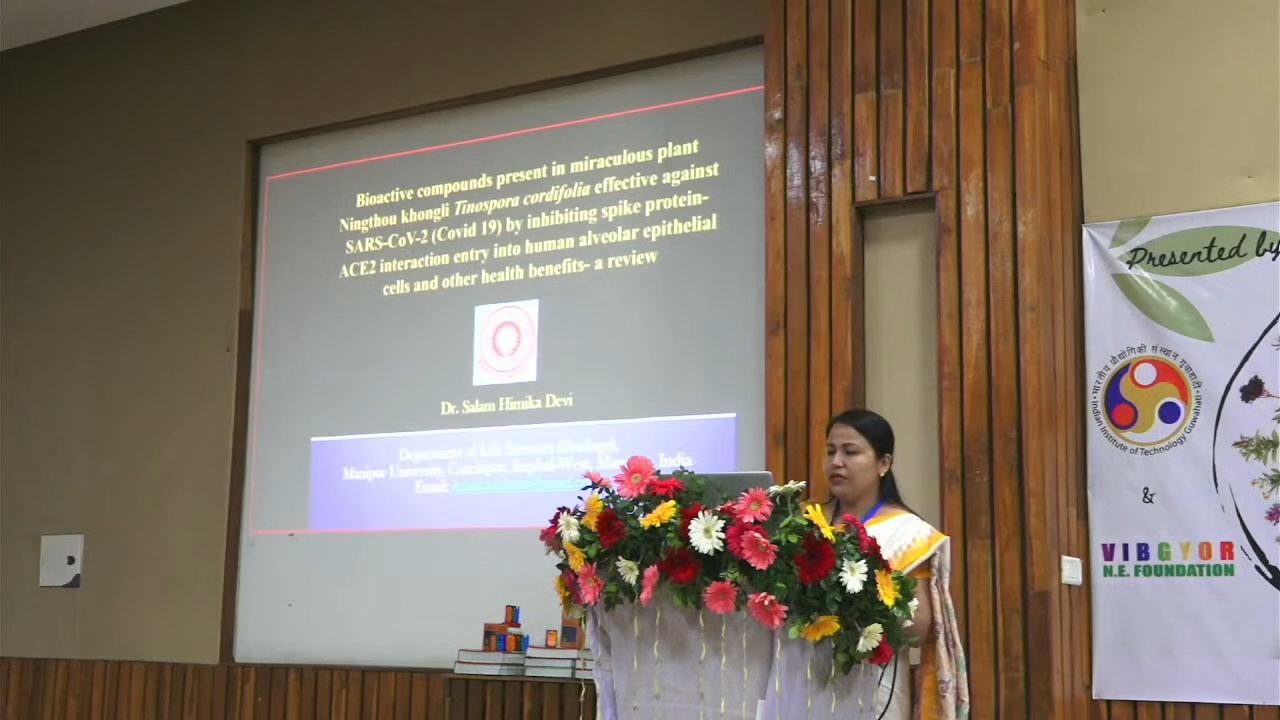 Bioactive compounds present in miraculous plant
Ningthou khongli Tinospora cordifolia effective against
SARS-CoV-2 (Covid 19) by inhibiting spike protein-
ACE2 interaction entry into human alveolar epithelial
cells and other health benefits- a review
Dr. Salam Himika Devi
Department of Life Sciences (Zoology),
Manipur University, Canchipur, Imphal-West, Manipur, India
Email:
Presented by
भारतीय प्रौद्योगिकी संस्थान गुवाहाटी
Indian Institute of Technology Guwahati
&
VIBGYOR
N.E. FOUNDATION